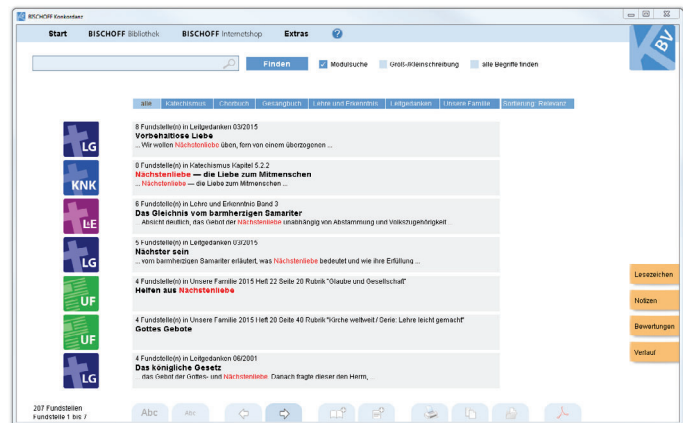 BISCHOFF Konkordanz
Start BISCHOFF Bibliothek BISCHOFF Internetshop Extras ?
Finden Modulsuche Groß-/Kleinschreibung alle Begriffe finden
BV
alle Katechismus Chorbuch Gesangbuch Lehre und Erkenntnis Leitgedanken Unsere Familie Sortierung: Relevanz
8 Fundstelle(n) in Leitgedanken 03/2015
Vorbehaltlose Liebe
... Wir wollen Nächstenliebe üben, fern von einem überzogenen ...
LG
Fundstelle(n) in Katechismus Kapitel 5.2.2
Nächstenliebe — die Liebe zum Mitmenschen
... Nächstenliebe — die Liebe zum Mitmenschen ...
KNK
6 Fundstelle(n) in Lehre und Erkenntnis Band 3
Das Gleichnis vom barmherzigen Samariter
... Absicht deutlich, das Gebot der Nächstenliebe unabhängig von Abstammung und Volkszugehörigkeit ...
LE
5 Fundstelle(n) in Leitgedanken 03/2015
Nächster sein
... vom barmherzigen Samariter erläutert, was Nächstenliebe bedeutet und wie ihre Erfüllung ...
LG
4 Fundstelle(n) in Unsere Familie 2015 Heft 22 Seite 20 Rubrik "Glaube und Gesellschaft"
Helfen aus Nächstenliebe
UF
4 Fundstelle(n) in Unsere Familie 2015 Heft 20 Seite 40 Rubrik "Kirche weltweit / Serie: Lehre leicht gemacht"
Gottes Gebote
UF
4 Fundstelle(n) in Leitgedanken 06/2001
Das königliche Gesetz
... das Gebot der Gottes- und Nächstenliebe. Danach fragte dieser den Herrn, ...
LG
Lesezeichen
Notizen
Bewertungen
Verlauf
207 Fundstellen
Fundstelle 1 bis 7
Abc Abc